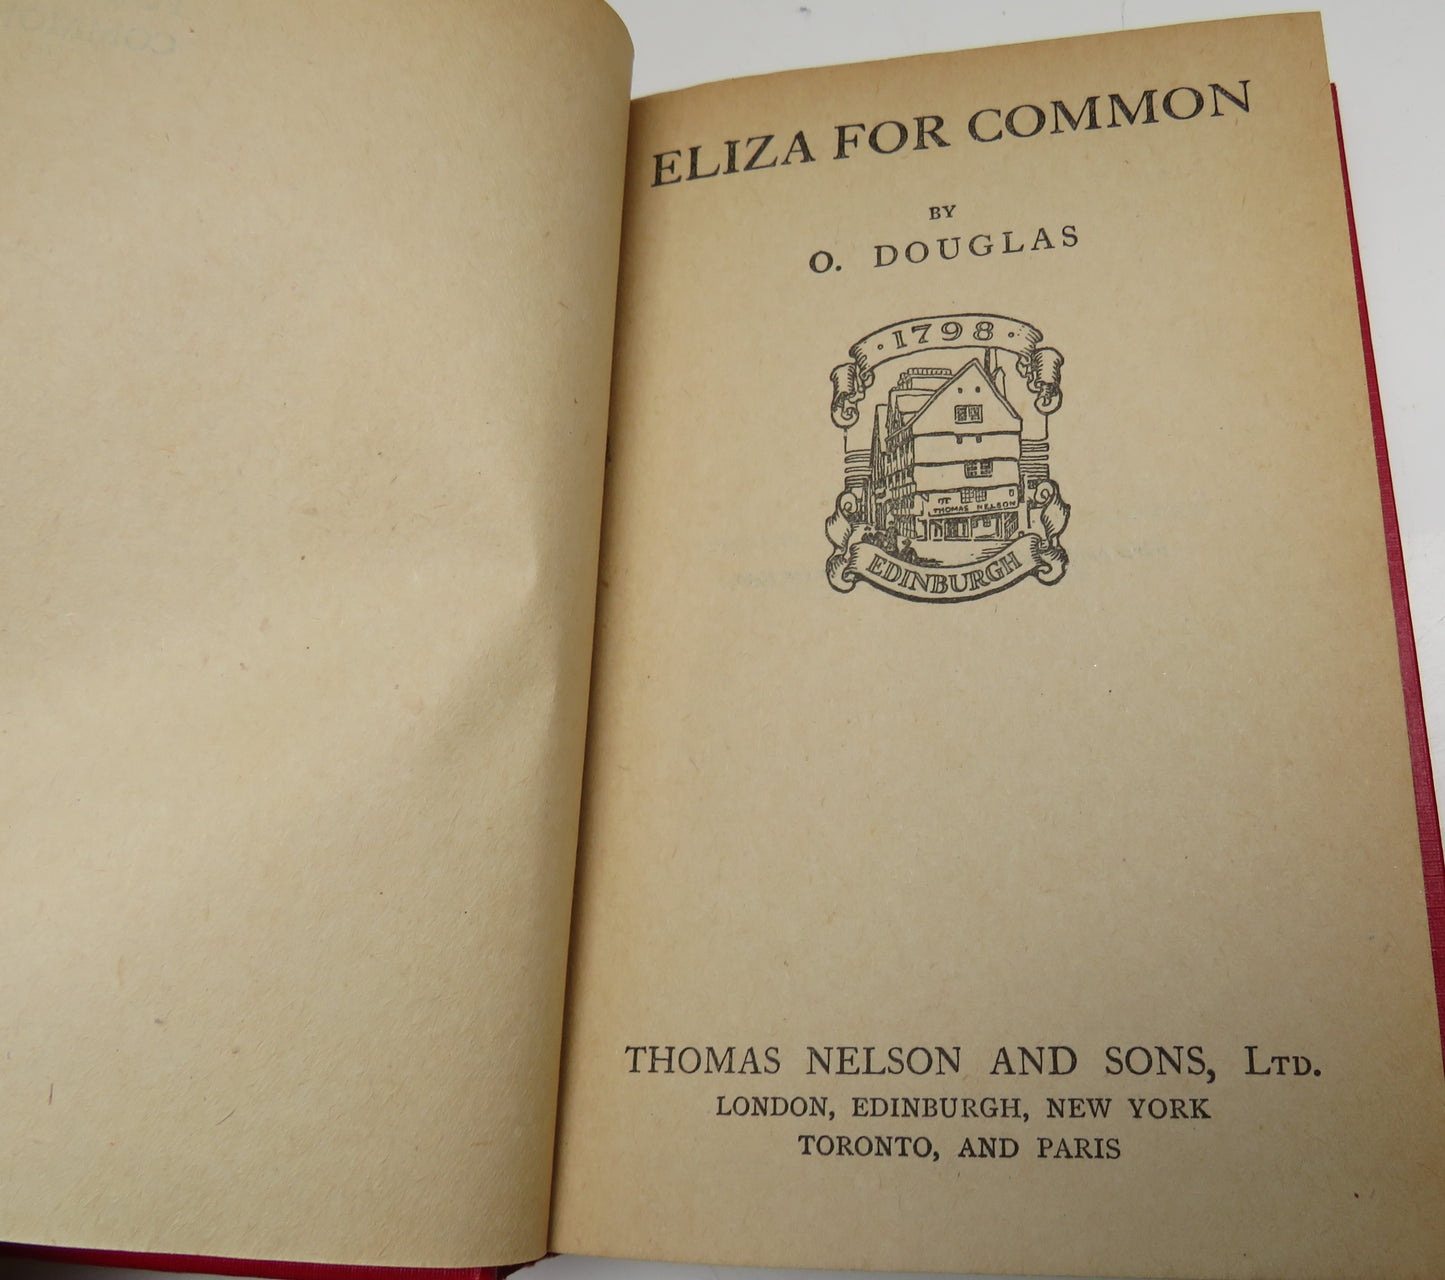 ELIZA FOR COMMON
BY
O. DOUGLAS
· 1798 ·
THOMAS NELSON
EDINBURGH
THOMAS NELSON AND SONS, LTD.
LONDON, EDINBURGH, NEW YORK
TORONTO, AND PARIS